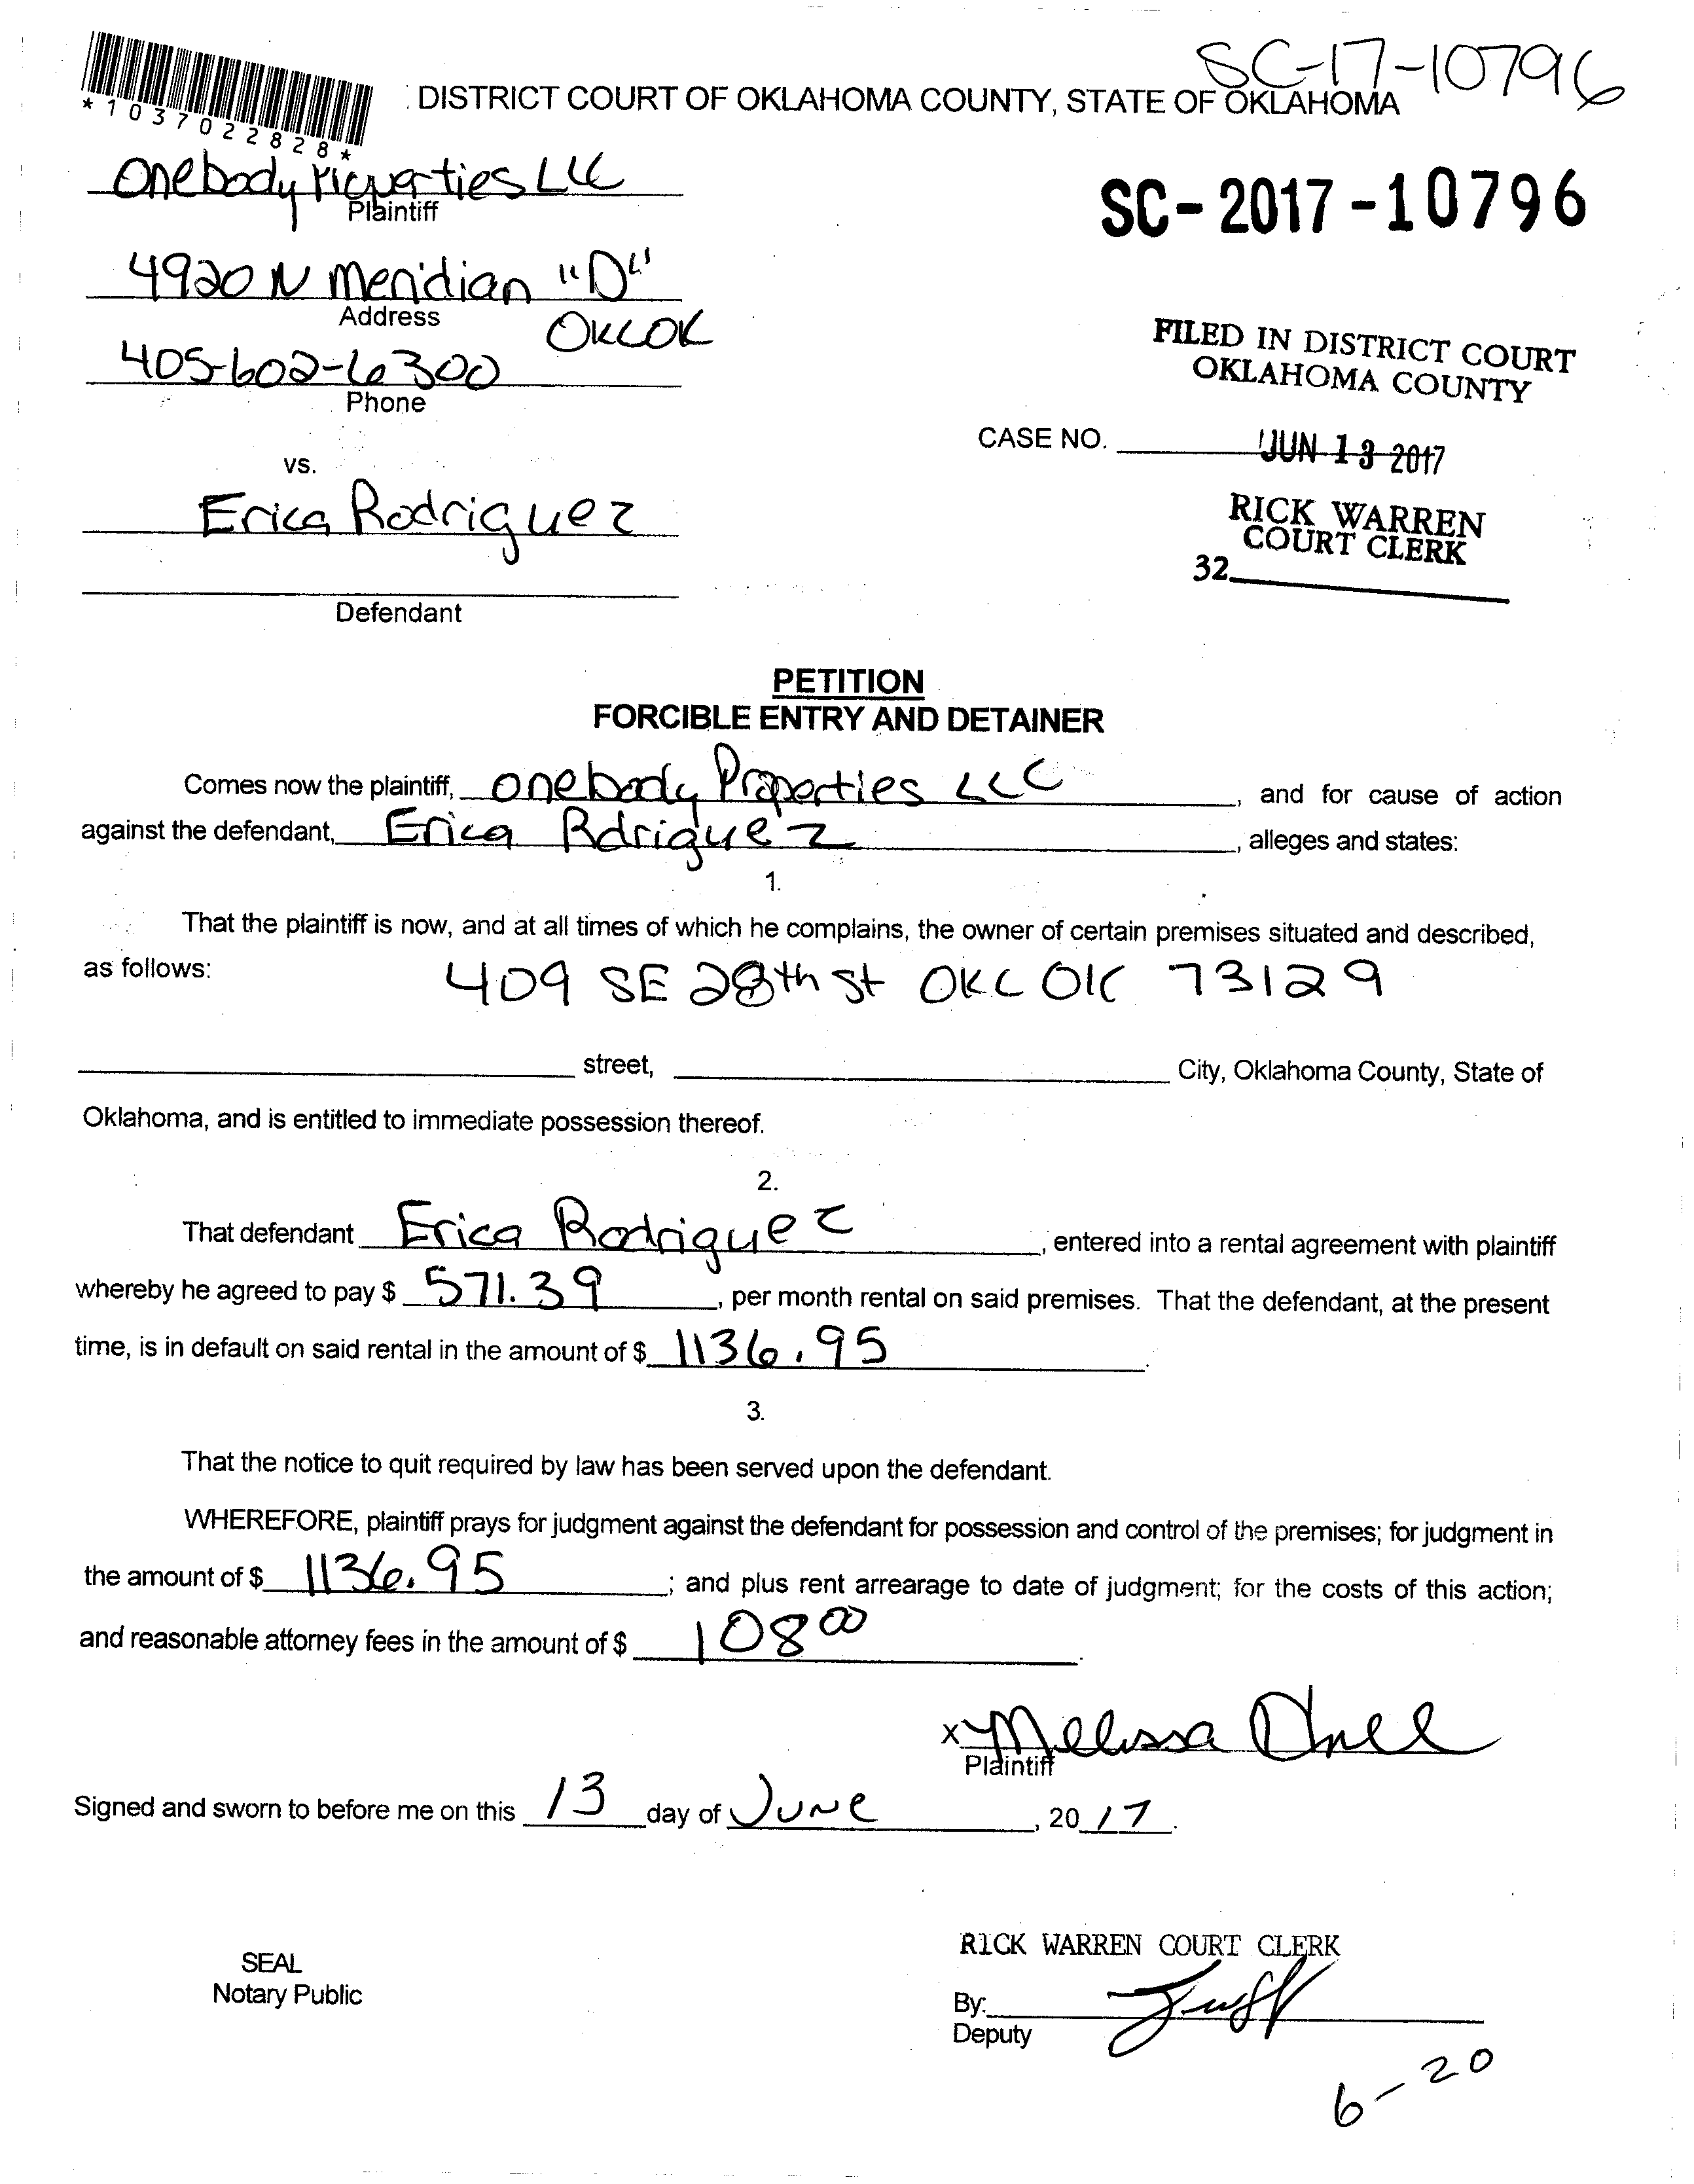 SC-17-10796
*1037022828*
DISTRICT COURT OF OKLAHOMA COUNTY, STATE OF OKLAHOMA
Onebody Properties LLC
Plaintiff
SC-2017-10796
4920 N Meridian "D"
Address
OKC OK
FILED IN DISTRICT COURT
OKLAHOMA COUNTY
405-602-6300
Phone
CASE NO. JUN 13 2017
vs.
Erica Rodriguez
RICK WARREN
COURT CLERK
32
Defendant
PETITION
FORCIBLE ENTRY AND DETAINER
Comes now the plaintiff, onebody Properties LLC, and for cause of action
against the defendant, Erica Rdriguez, alleges and states:
1.
That the plaintiff is now, and at all times of which he complains, the owner of certain premises situated and described,
as follows: 409 SE 28th st OKC OK 73129
street, City, Oklahoma County, State of
Oklahoma, and is entitled to immediate possession thereof.
2.
That defendant Erica Rodriguez, entered into a rental agreement with plaintiff
whereby he agreed to pay $ 571.39, per month rental on said premises. That the defendant, at the present
time, is in default on said rental in the amount of $ 1136.95.
3.
That the notice to quit required by law has been served upon the defendant.
WHEREFORE, plaintiff prays for judgment against the defendant for possession and control of the premises; for judgment in
the amount of $ 1136.95; and plus rent arrearage to date of judgment; for the costs of this action;
and reasonable attorney fees in the amount of $ 108 00.
x Melissa
Plaintiff
Signed and sworn to before me on this 13 day of June, 20 17.
RICK WARREN COURT CLERK
SEAL
Notary Public
By:
Deputy
6-20